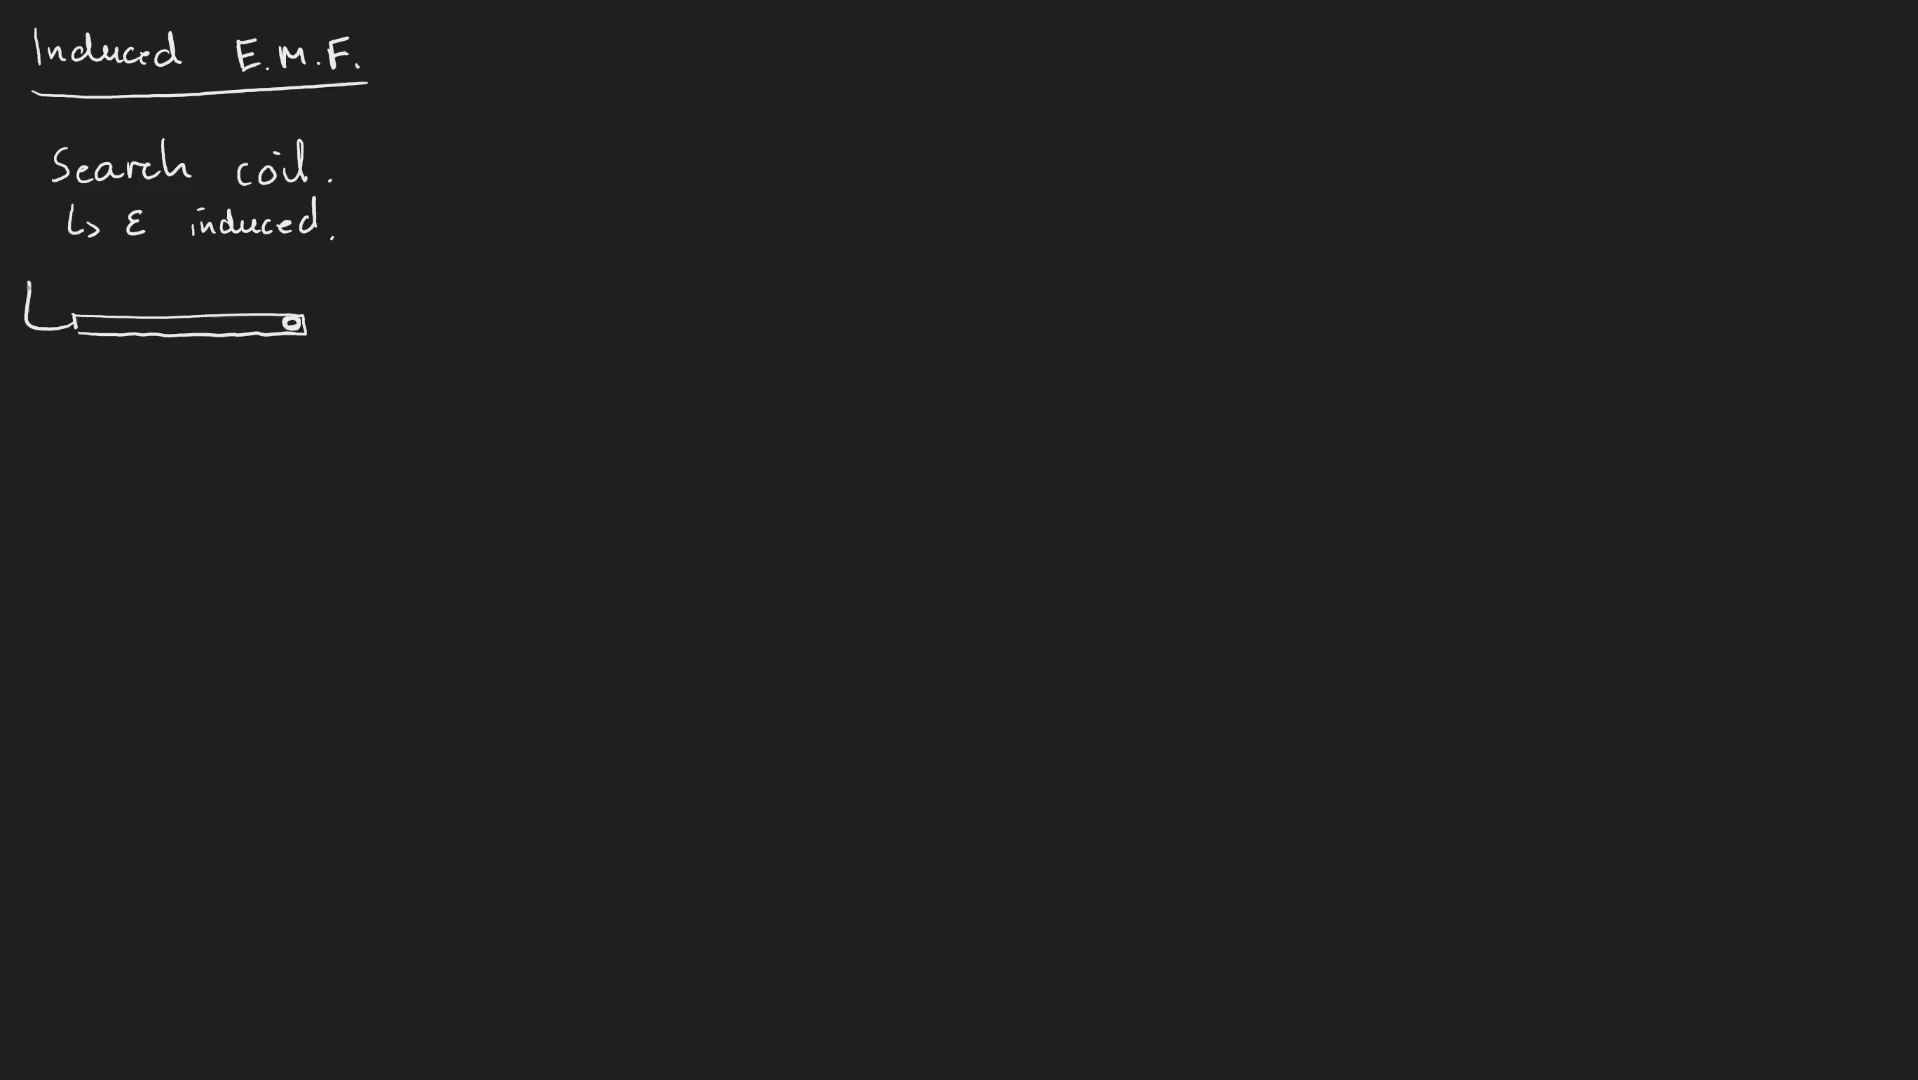 Induced E.M.F.
Search coil.
↳ ε induced.